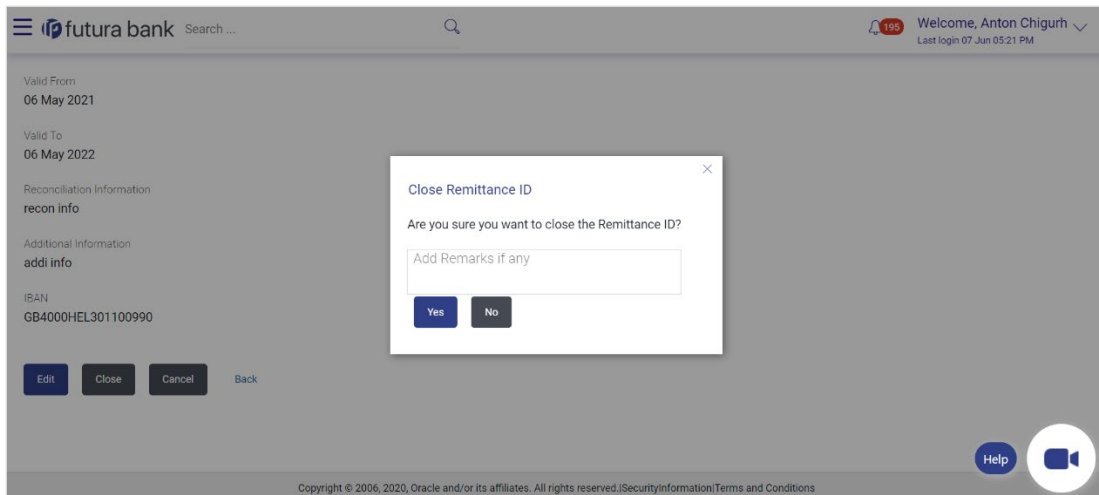 futura bank Search ... 195 Welcome, Anton Chigurh
Last login 07 Jun 05:21 PM
Valid From
06 May 2021
Valid To
06 May 2022
Reconciliation Information
recon info
Additional Information
addi info
IBAN
GB4000HEL301100990
Edit Close Cancel Back
Close Remittance ID
Are you sure you want to close the Remittance ID?
Add Remarks if any
Yes No
Help
Copyright © 2006, 2020, Oracle and/or its affiliates. All rights reserved.|SecurityInformation|Terms and Conditions